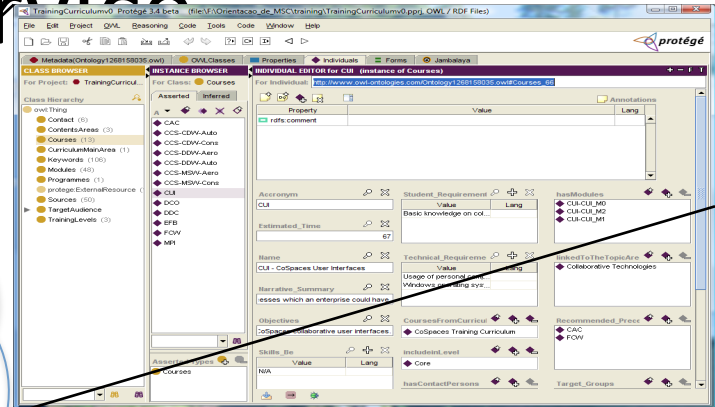 TrainingCurriculumv0 Protégé 3.4 beta (file:\F:\Orientacao_de_MSC\training\TrainingCurriculumv0.pprj, OWL / RDF Files)
File Edit Project OWL Reasoning Code Tools Code Window Help
protégé
Metadata(Ontology1268158035.owl) OWLClasses Properties Individuals Forms Jambalaya
CLASS BROWSER
For Project: TrainingCurricul...
Class Hierarchy
owl:Thing
Contact (6)
ContentsAreas (3)
Courses (13)
CurriculumMainArea (1)
Keywords (106)
Modules (48)
Programmes (1)
protege:ExternalResource (
Sources (50)
TargetAudience
TrainingLevels (3)
INSTANCE BROWSER
For Class: Courses
Asserted Inferred
CAC
CCS-CDW-Auto
CCS-CDW-Cons
CCS-DDW-Aero
CCS-DDW-Auto
CCS-MSW-Aero
CCS-MSW-Cons
CUI
DCO
DDC
EFB
FCW
MPI
Asserted Types
Courses
INDIVIDUAL EDITOR for CUI (instance of Courses)
For Individual: http://www.owl-ontologies.com/Ontology1268158035.owl#Courses_66
Annotations
Property Value Lang
rdfs:comment
Accronym
CUI
Estimated_Time
67
Name
CUI - CoSpaces User Interfaces
Narrative_Summary
esses which an enterprise could have.
Objectives
CoSpaces collaborative user interfaces.
Skills_Be
Value Lang
N/A
Student_Requirement
Value Lang
Basic knowledge on col...
Technical_Requireme
Value Lang
Usage of personal com...
Windows operating sys...
CoursesFromCurricul
CoSpaces Training Curriculum
includeinLevel
Core
hasContactPersons
hasModules
CUI-CUI_M0
CUI-CUI_M2
CUI-CUI_M1
linkedToTheTopicAre
Collaborative Technologies
Recommended_Prece
CAC
FCW
Target_Groups